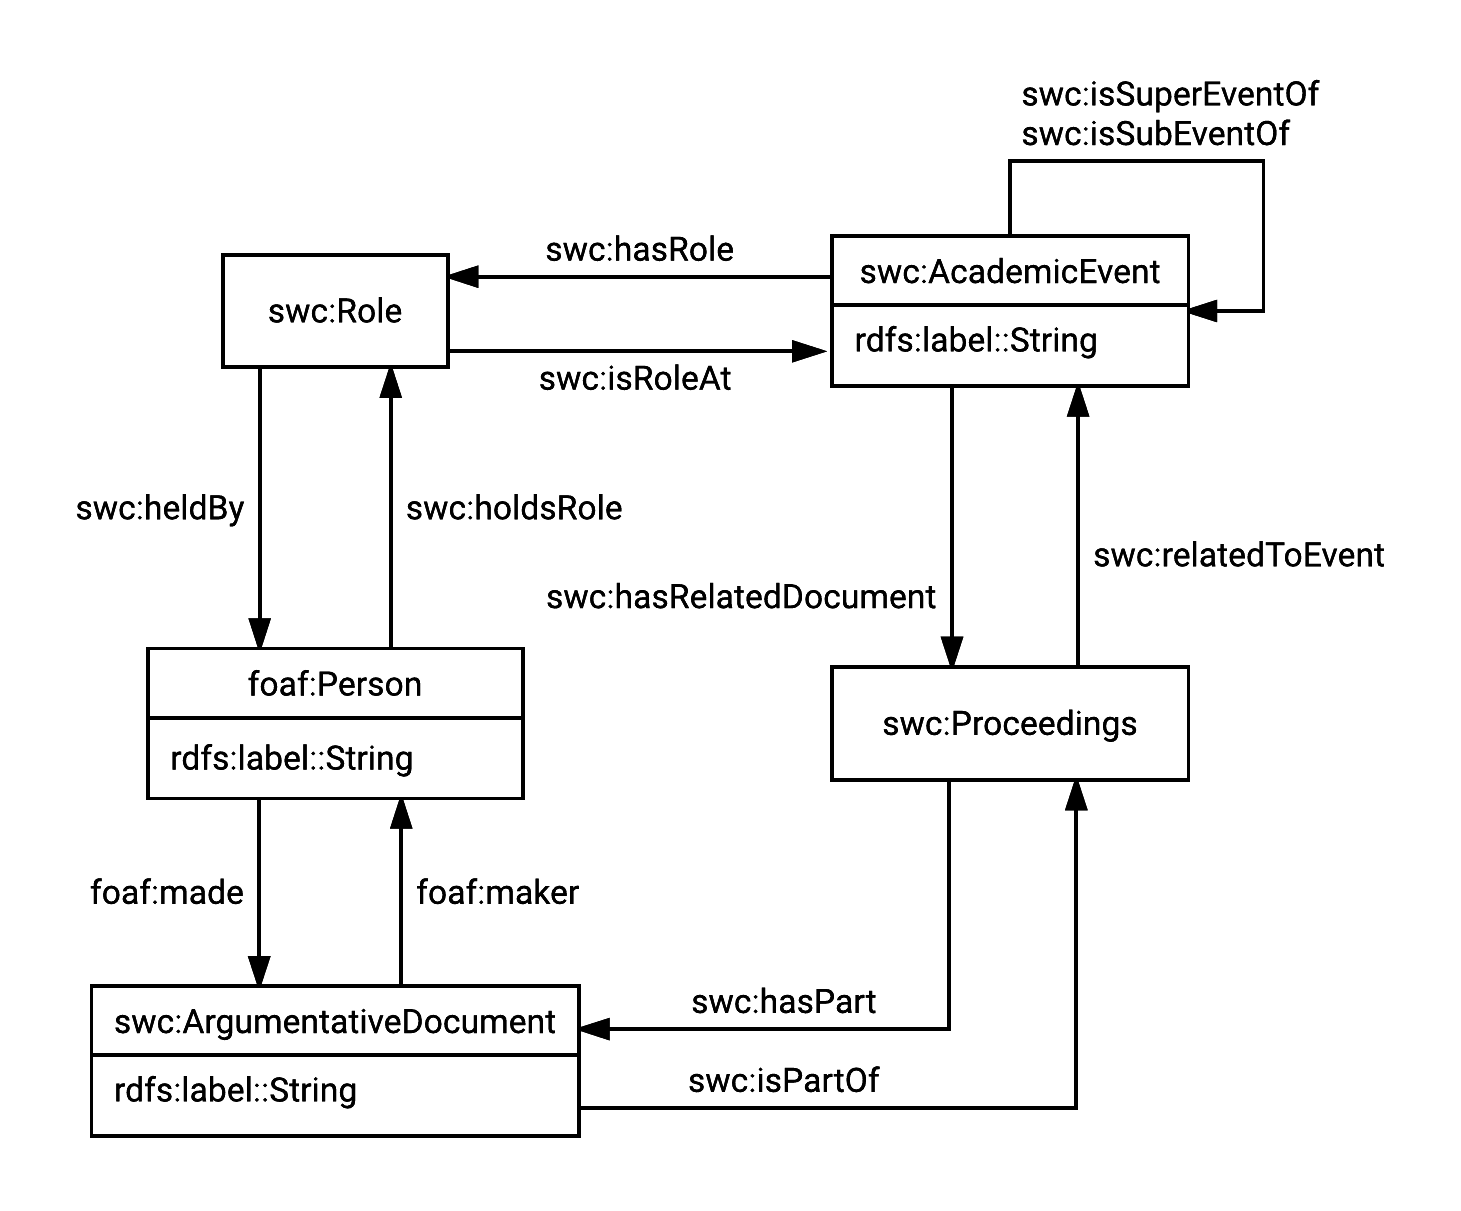 swc:isSuperEventOf
swc:isSubEventOf
swc:hasRole
swc:AcademicEvent
swc:Role
rdfs:label::String
swc:isRoleAt
swc:heldBy
swc:holdsRole
swc:relatedToEvent
swc:hasRelatedDocument
foaf:Person
swc:Proceedings
rdfs:label::String
foaf:made
foaf:maker
swc:hasPart
swc:ArgumentativeDocument
swc:isPartOf
rdfs:label::String